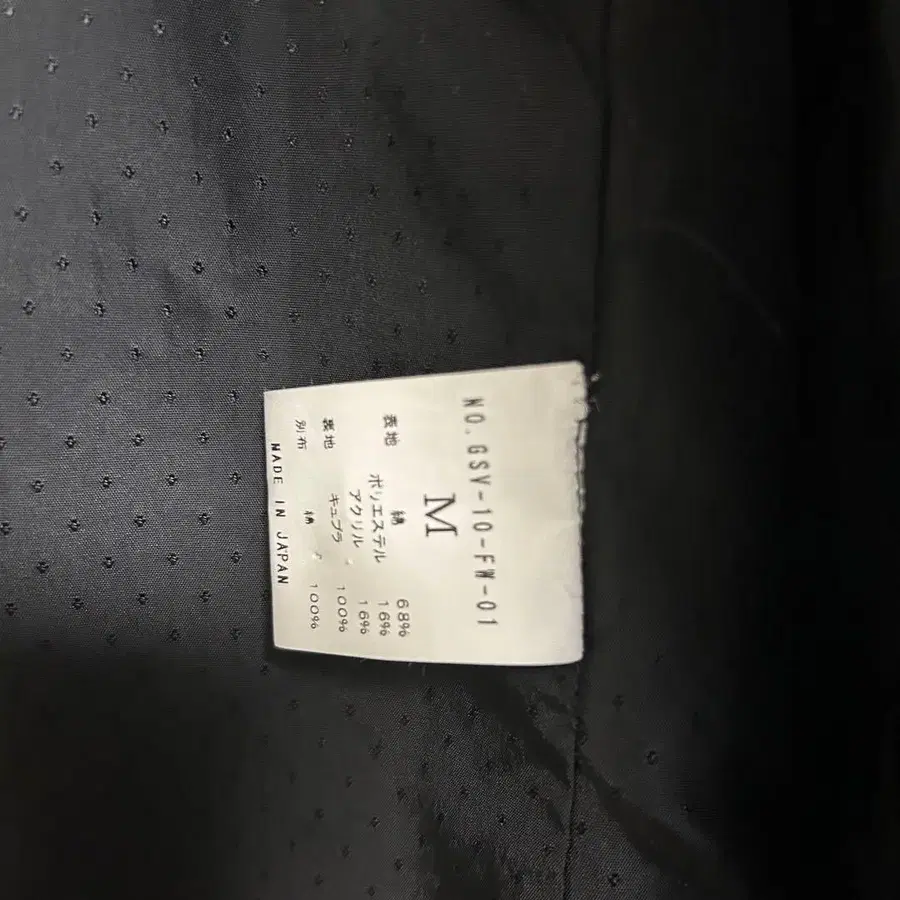 NO.GSV-10-FW-01
M
表地 綿 68%
ポリエステル 16%
アクリル 16%
裏地 キュプラ 100%
別布 綿 100%
MADE IN JAPAN